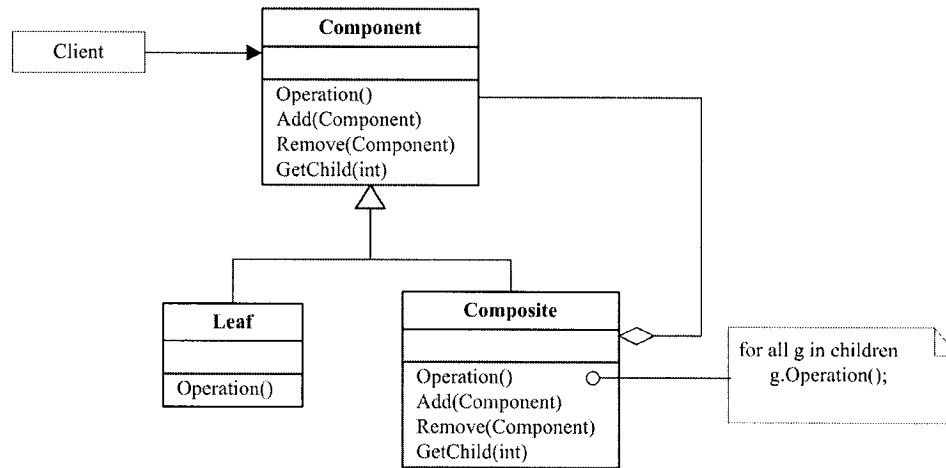 Client
Component
Operation()
Add(Component)
Remove(Component)
GetChild(int)
Leaf
Operation()
Composite
Operation()
Add(Component)
Remove(Component)
GetChild(int)
for all g in children
g.Operation();